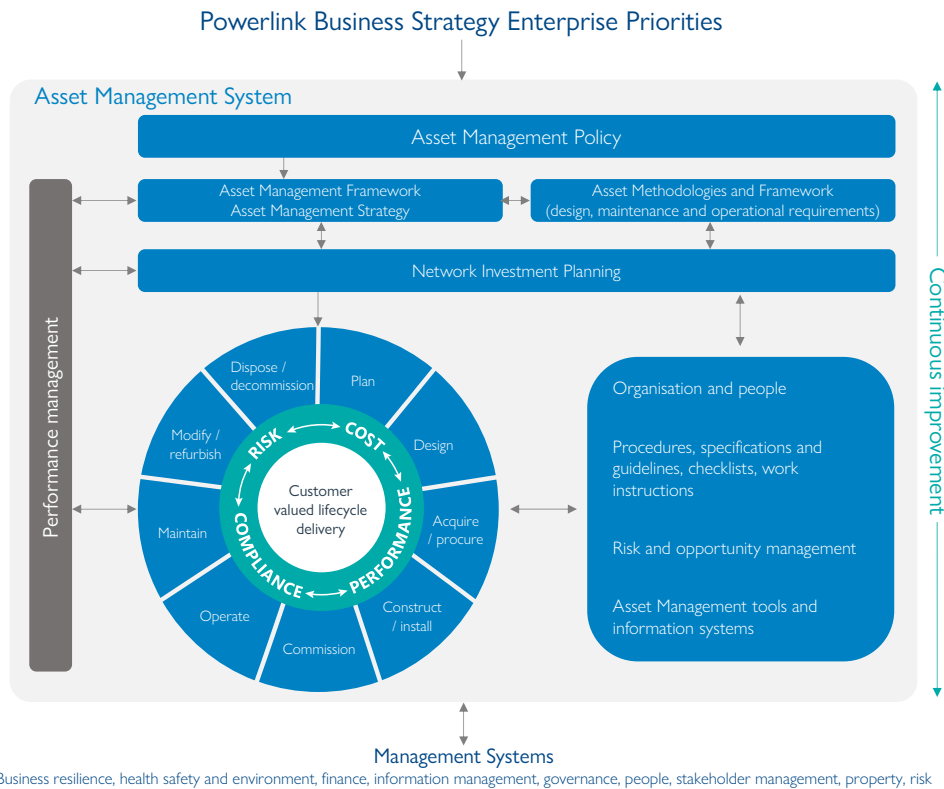 Powerlink Business Strategy Enterprise Priorities
Asset Management System
Asset Management Policy
Asset Management Framework
Asset Management Strategy
Asset Methodologies and Framework
(design, maintenance and operational requirements)
Network Investment Planning
Performance management
Continuous improvement
Dispose /
decommission
Plan
Design
Acquire
/ procure
Construct
/ install
Commission
Operate
Maintain
Modify /
refurbish
RISK
COST
PERFORMANCE
COMPLIANCE
Customer
valued lifecycle
delivery
Organisation and people
Procedures, specifications and
guidelines, checklists, work
instructions
Risk and opportunity management
Asset Management tools and
information systems
Management Systems
Business resilience, health safety and environment, finance, information management, governance, people, stakeholder management, property, risk